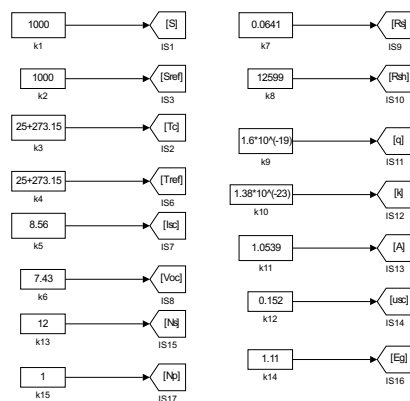 1000
[S]
k1
IS1
1000
[Sref]
k2
IS3
25+273.15
[Tc]
k3
IS2
25+273.15
[Tref]
k4
IS6
8.56
[Isc]
k5
IS7
7.43
[Voc]
k6
IS8
12
[Ns]
k13
IS15
1
[Np]
k15
IS17
0.0641
[Rs]
k7
IS9
12599
[Rsh]
k8
IS10
1.6*10^(-19)
[q]
k9
IS11
1.38*10^(-23)
[k]
k10
IS12
1.0539
[A]
k11
IS13
0.152
[usc]
k12
IS14
1.11
[Eg]
k14
IS16